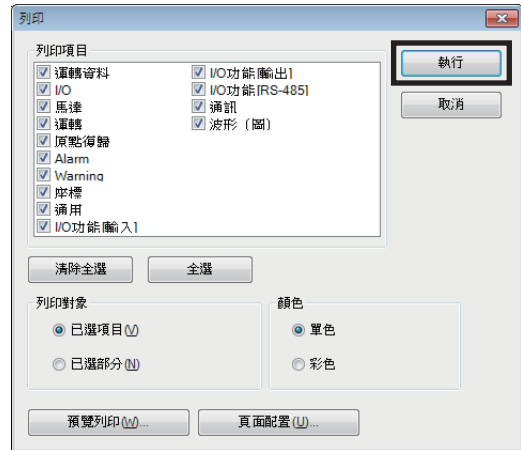 列印
列印項目
運轉資料
I/O
馬達
運轉
原點復歸
Alarm
Warning
座標
通用
I/O功能[輸入]
I/O功能[輸出]
I/O功能[RS-485]
通訊
波形（圖）
執行
取消
清除全選
全選
列印對象
已選項目(V)
已選部分(N)
顏色
單色
彩色
預覽列印(W)...
頁面配置(U)...